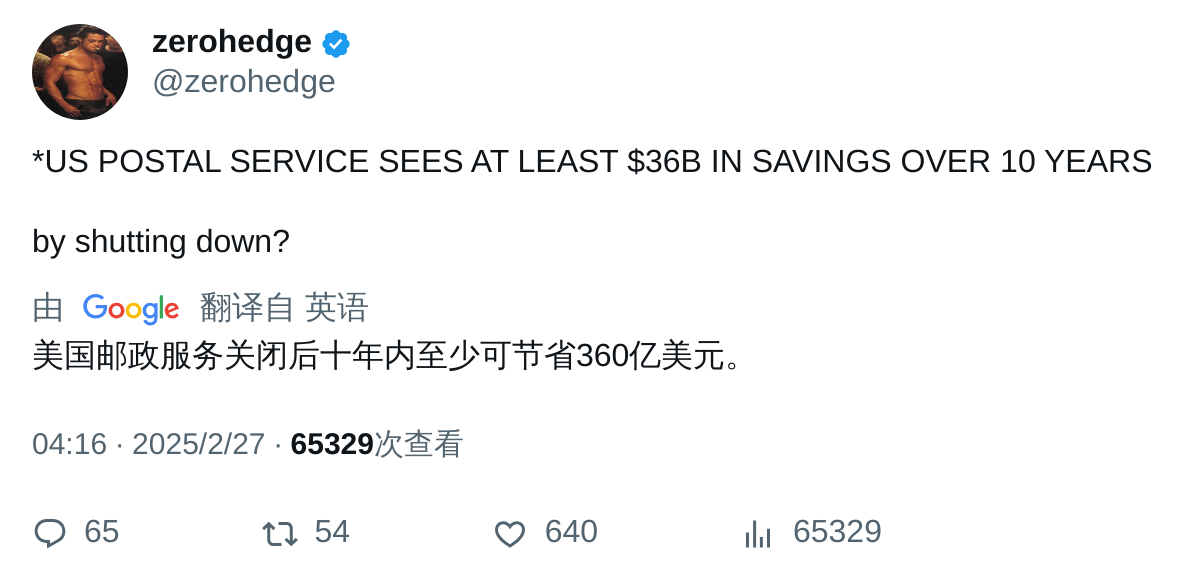 zerohedge
@zerohedge
*US POSTAL SERVICE SEES AT LEAST $36B IN SAVINGS OVER 10 YEARS
by shutting down?
由 Google 翻译自 英语
美国邮政服务关闭后十年内至少可节省360亿美元。
04:16 · 2025/2/27 · 65329次查看
65 54 640 65329